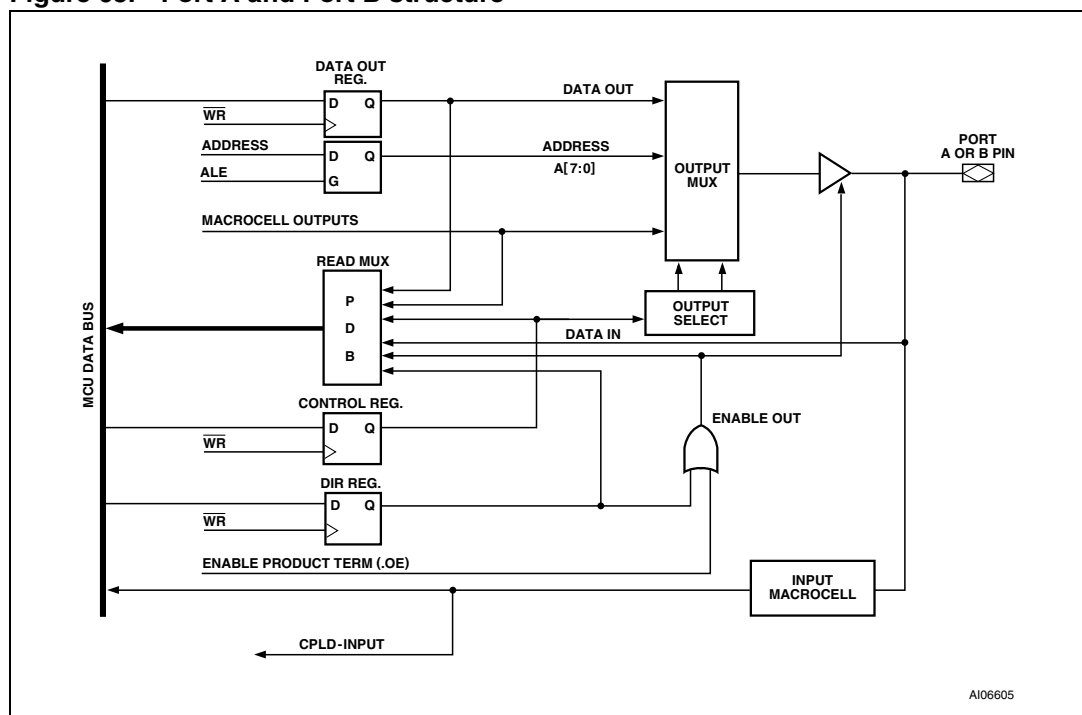 Figure 65. Port A and Port B structure
DATA OUT
REG.
D Q
WR
DATA OUT
ADDRESS
ALE
D Q
G
ADDRESS
A[7:0]
OUTPUT
MUX
PORT
A OR B PIN
MACROCELL OUTPUTS
READ MUX
P
D
B
OUTPUT
SELECT
DATA IN
MCU DATA BUS
CONTROL REG.
D Q
WR
ENABLE OUT
DIR REG.
D Q
WR
ENABLE PRODUCT TERM (.OE)
INPUT
MACROCELL
CPLD-INPUT
AI06605